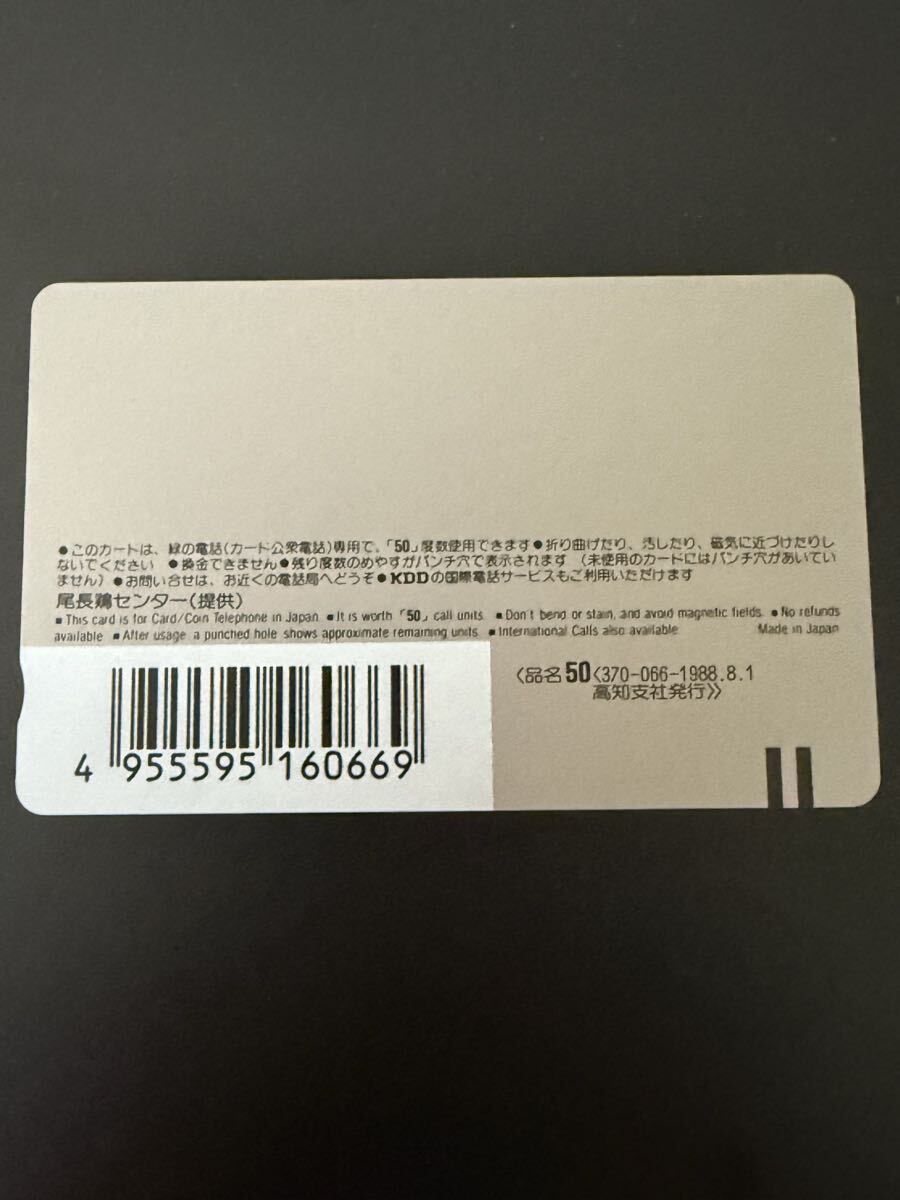 ●このカードは、緑の電話(カード公衆電話)専用で、「50」度数使用できます●折り曲げたり、汚したり、磁気に近づけたりし
ないでください ●換金できません●残り度数のめやすがパンチ穴で表示されます (未使用のカードにはパンチ穴があいてい
ません)●お問い合せは、お近くの電話局へどうぞ●KDDの国際電話サービスもご利用いただけます
尾長鶏センター(提供)
■This card is for Card/Coin Telephone in Japan ■It is worth「50」call units ■Don't bend or stain, and avoid magnetic fields. ■No refunds
available ■After usage a punched hole shows approximate remaining units ■International Calls also available Made in Japan
〈品名50〈370-066-1988.8.1
高知支社発行〉〉
4 955595 160669